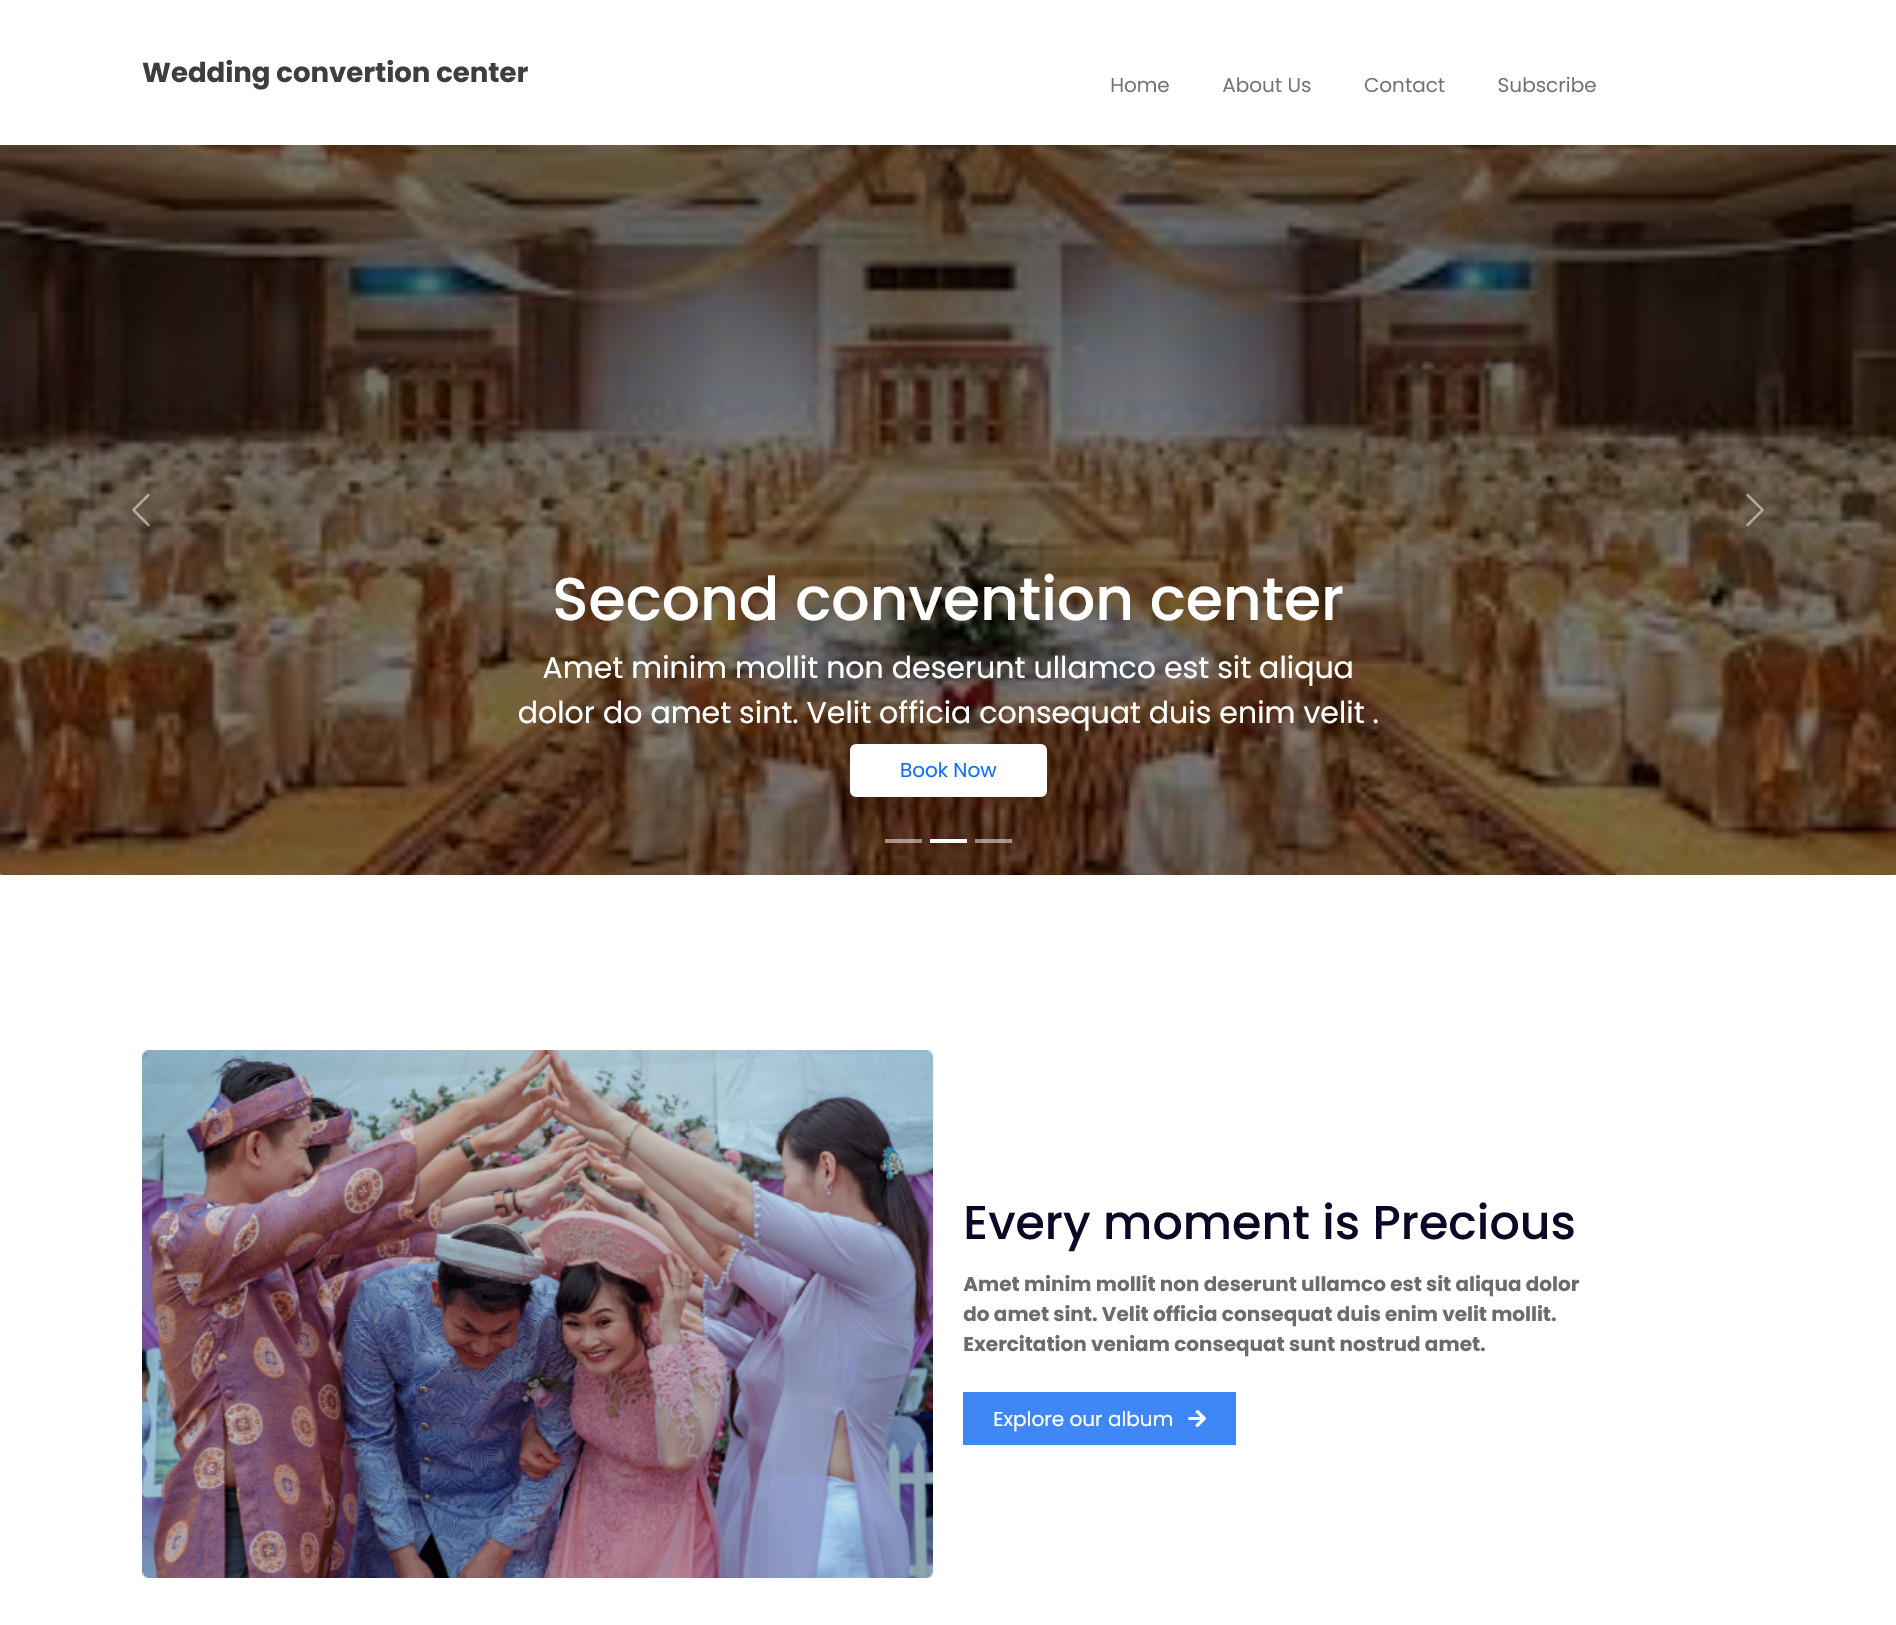 Wedding convertion center
Home About Us Contact Subscribe
Second convention center
Amet minim mollit non deserunt ullamco est sit aliqua
dolor do amet sint. Velit officia consequat duis enim velit .
Book Now
Every moment is Precious
Amet minim mollit non deserunt ullamco est sit aliqua dolor
do amet sint. Velit officia consequat duis enim velit mollit.
Exercitation veniam consequat sunt nostrud amet.
Explore our album